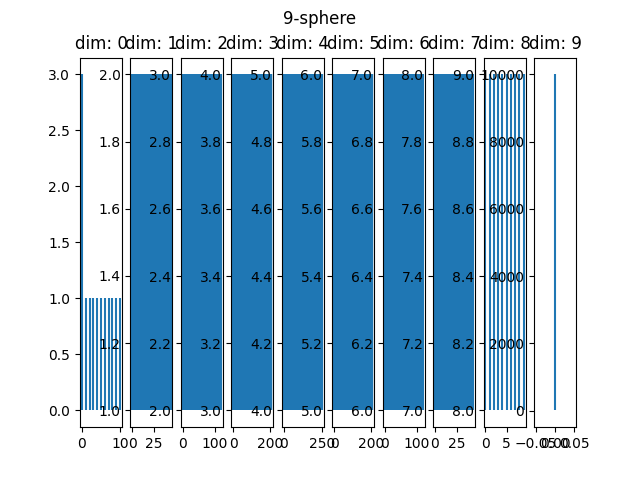 9-sphere
dim: 0 dim: 1 dim: 2 dim: 3 dim: 4 dim: 5 dim: 6 dim: 7 dim: 8 dim: 9
3.0 2.0 3.0 4.0 5.0 6.0 7.0 8.0 9.0 10000
2.5 1.8 2.8 3.8 4.8 5.8 6.8 7.8 8.8 8000
2.0 1.6 2.6 3.6 4.6 5.6 6.6 7.6 8.6 6000
1.5 1.4 2.4 3.4 4.4 5.4 6.4 7.4 8.4 4000
1.0 1.2 2.2 3.2 4.2 5.2 6.2 7.2 8.2 2000
0.5
0.0 1.0 2.0 3.0 4.0 5.0 6.0 7.0 8.0 0
0 100 25 0 100 0 200 0 250 0 200 0 100 0 25 0 5 −0.05 0.00 0.05